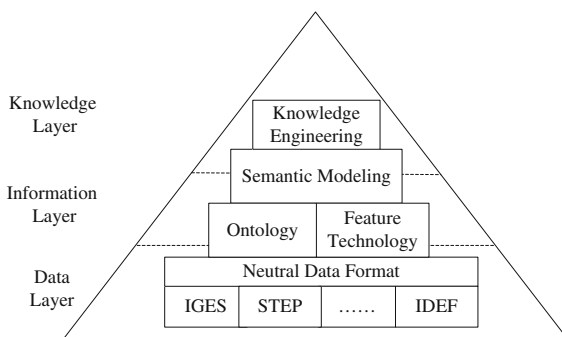 Knowledge
Layer
Knowledge
Engineering
Semantic Modeling
Information
Layer
Ontology
Feature
Technology
Neutral Data Format
Data
Layer
IGES
STEP
......
IDEF